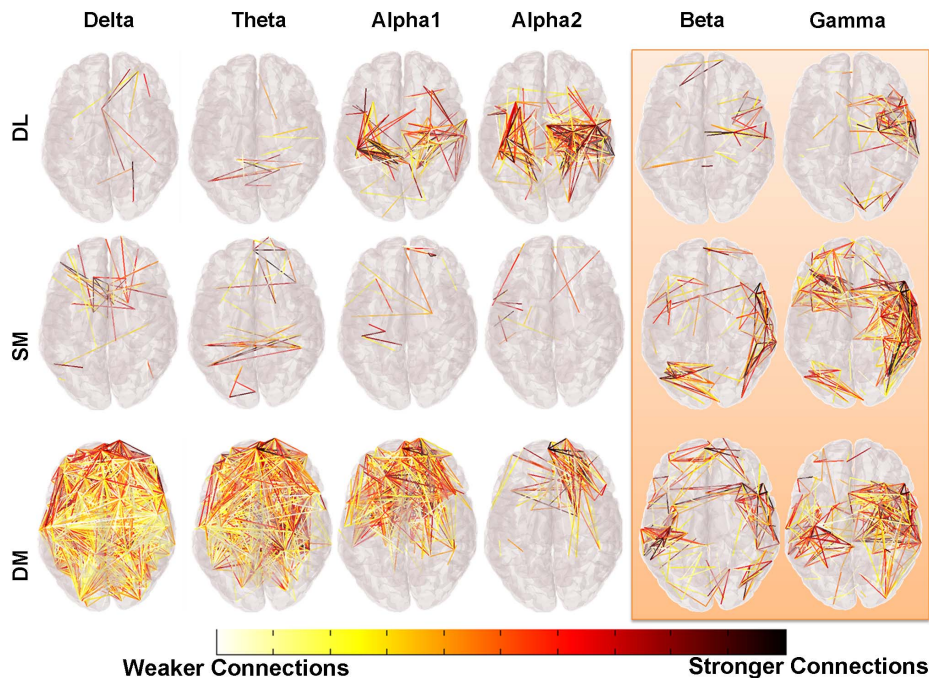 Delta Theta Alpha1 Alpha2 Beta Gamma
DL
SM
DM
Weaker Connections Stronger Connections